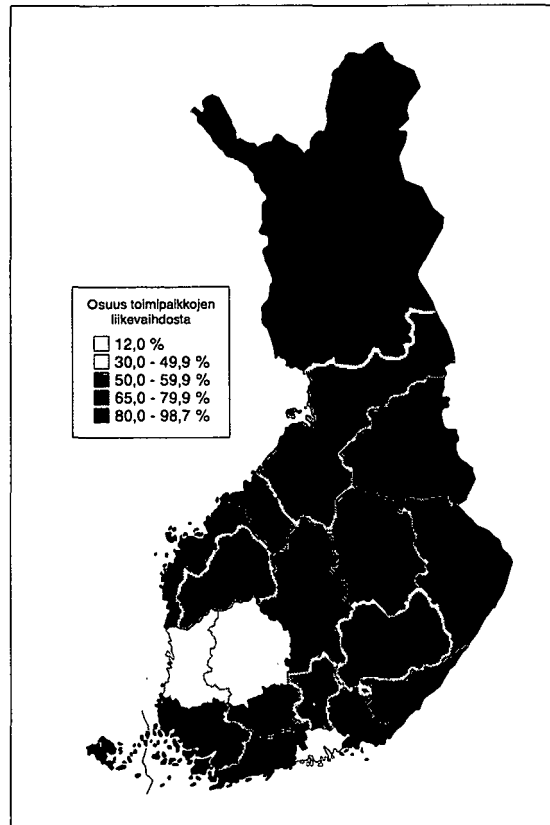 Osuus toimipaikkojen
liikevaihdosta
12,0 %
30,0 - 49,9 %
50,0 - 59,9 %
65,0 - 79,9 %
80,0 - 98,7 %